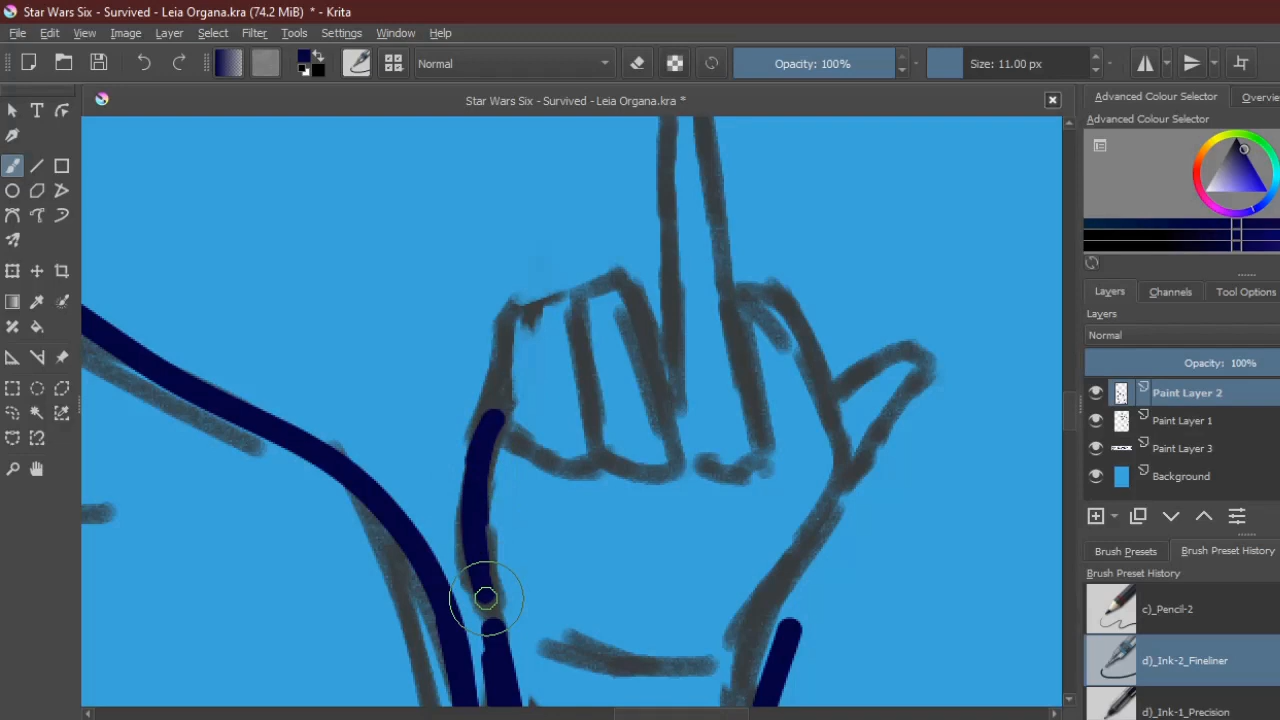 Star Wars Six - Survived - Leia Organa.kra (74.2 MiB) * - Krita
File Edit View Image Layer Select Filter Tools Settings Window Help
Normal
Opacity: 100%
Size: 11.00 px
Star Wars Six - Survived - Leia Organa.kra *
Advanced Colour Selector
Overvie
Advanced Colour Selector
Layers
Channels
Tool Options
Layers
Normal
Opacity: 100%
Paint Layer 2
Paint Layer 1
Paint Layer 3
Background
Brush Presets
Brush Preset History
Brush Preset History
c)_Pencil-2
d)_Ink-2_Fineliner
d)_Ink-1_Precision